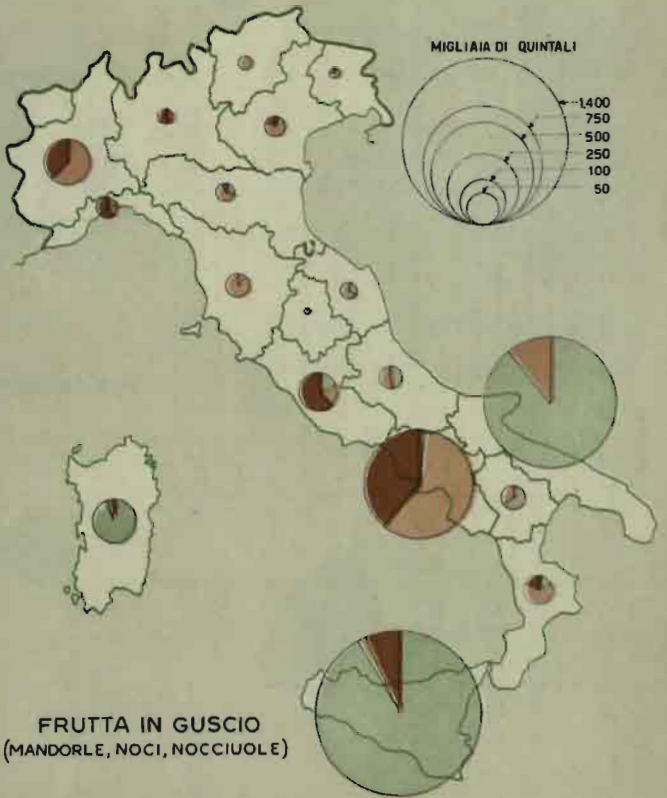 MIGLIAIA DI QUINTALI
1,400
750
500
250
100
50
FRUTTA IN GUSCIO
(MANDORLE, NOCI, NOCCIUOLE)